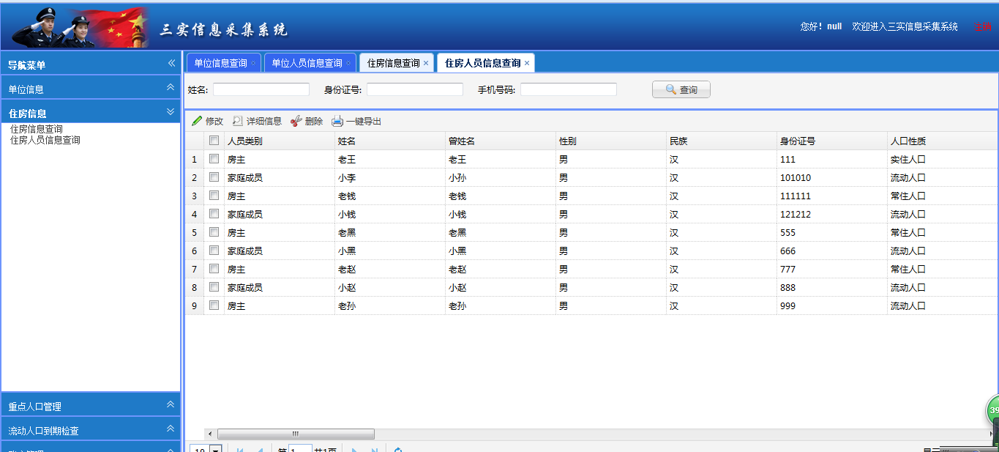 三实信息采集系统
您好！null 欢迎进入三实信息采集系统
导航菜单
单位信息
住房信息
住房信息查询
住房人员信息查询
重点人口管理
流动人口到期检查
单位信息查询 单位人员信息查询 住房信息查询 住房人员信息查询
姓名: 身份证号: 手机号码: 查询
修改 详细信息 删除 一键导出
人员类别 姓名 曾姓名 性别 民族 身份证号 人口性质
1 房主 老王 老王 男 汉 111 实住人口
2 家庭成员 小李 小孙 男 汉 101010 流动人口
3 房主 老钱 老钱 男 汉 111111 常住人口
4 家庭成员 小钱 小钱 男 汉 121212 流动人口
5 房主 老黑 老黑 男 汉 555 常住人口
6 家庭成员 小黑 小黑 男 汉 666 流动人口
7 房主 老赵 老赵 男 汉 777 常住人口
8 家庭成员 小赵 小赵 男 汉 888 流动人口
9 房主 老孙 老孙 男 汉 999 流动人口
39
10 第 1 共1页